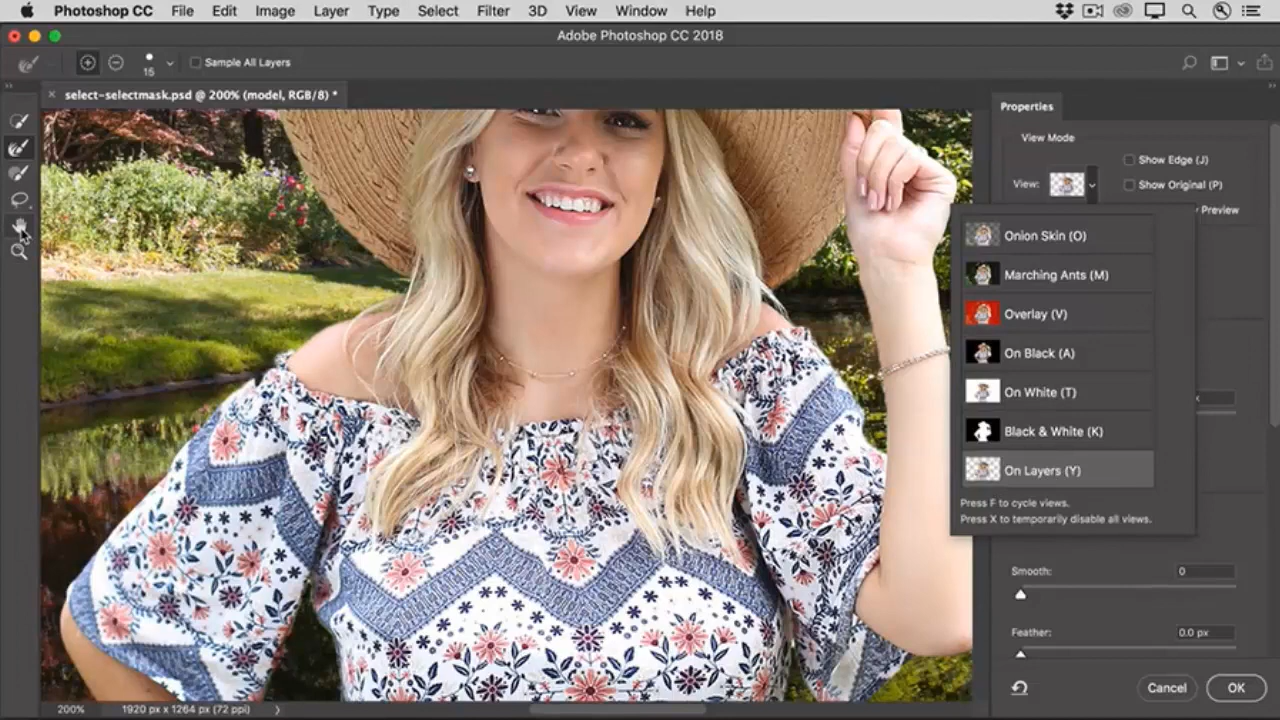 Photoshop CC File Edit Image Layer Type Select Filter 3D View Window Help
Adobe Photoshop CC 2018
15 Sample All Layers
select-selectmask.psd @ 200% (model, RGB/8) *
Properties
View Mode
Show Edge (J)
View: Show Original (P)
Preview
Onion Skin (O)
Marching Ants (M)
Overlay (V)
On Black (A)
On White (T)
Black & White (K)
On Layers (Y)
Press F to cycle views.
Press X to temporarily disable all views.
Smooth: 0
Feather: 0.0 px
Cancel OK
200% 1920 px x 1264 px (72 ppi)